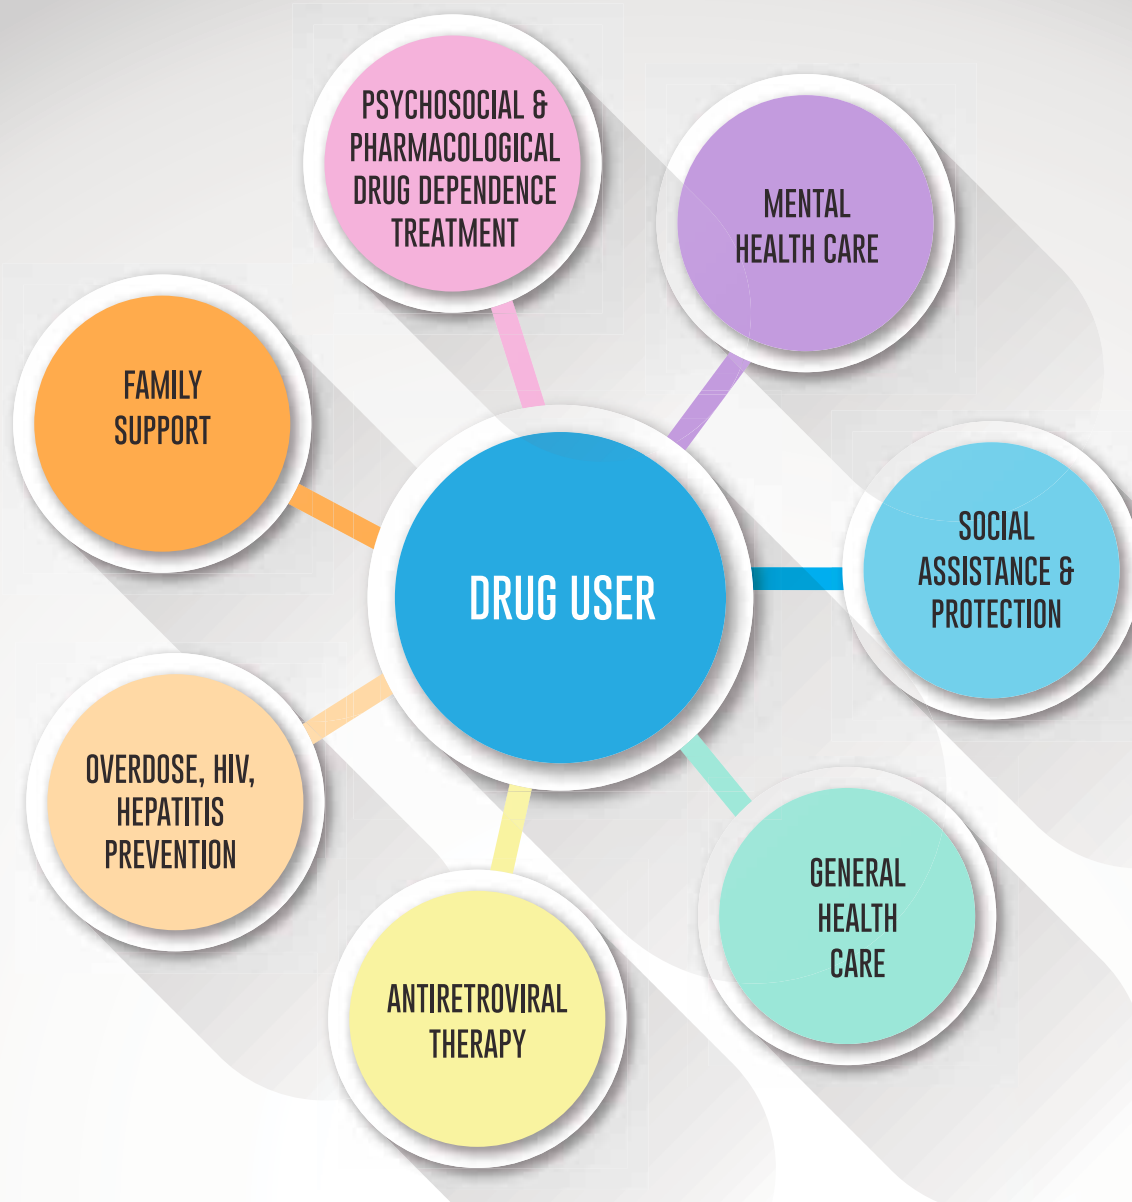 PSYCHOSOCIAL &
PHARMACOLOGICAL
DRUG DEPENDENCE
TREATMENT
MENTAL
HEALTH CARE
FAMILY
SUPPORT
SOCIAL
ASSISTANCE &
PROTECTION
DRUG USER
OVERDOSE, HIV,
HEPATITIS
PREVENTION
GENERAL
HEALTH
CARE
ANTIRETROVIRAL
THERAPY